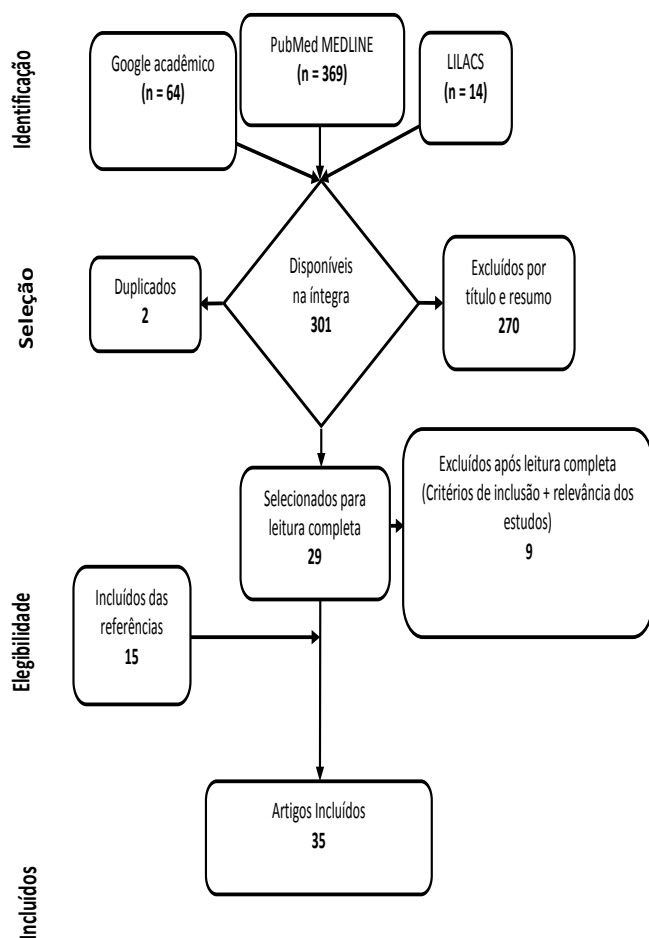 Identificação
Google acadêmico
(n = 64)
PubMed MEDLINE
(n = 369)
LILACS
(n = 14)
Seleção
Duplicados
2
Disponíveis
na íntegra
301
Excluídos por
título e resumo
270
Elegibilidade
Selecionados para
leitura completa
29
Excluídos após leitura completa
(Critérios de inclusão + relevância dos
estudos)
9
Incluídos das
referências
15
Incluídos
Artigos Incluídos
35